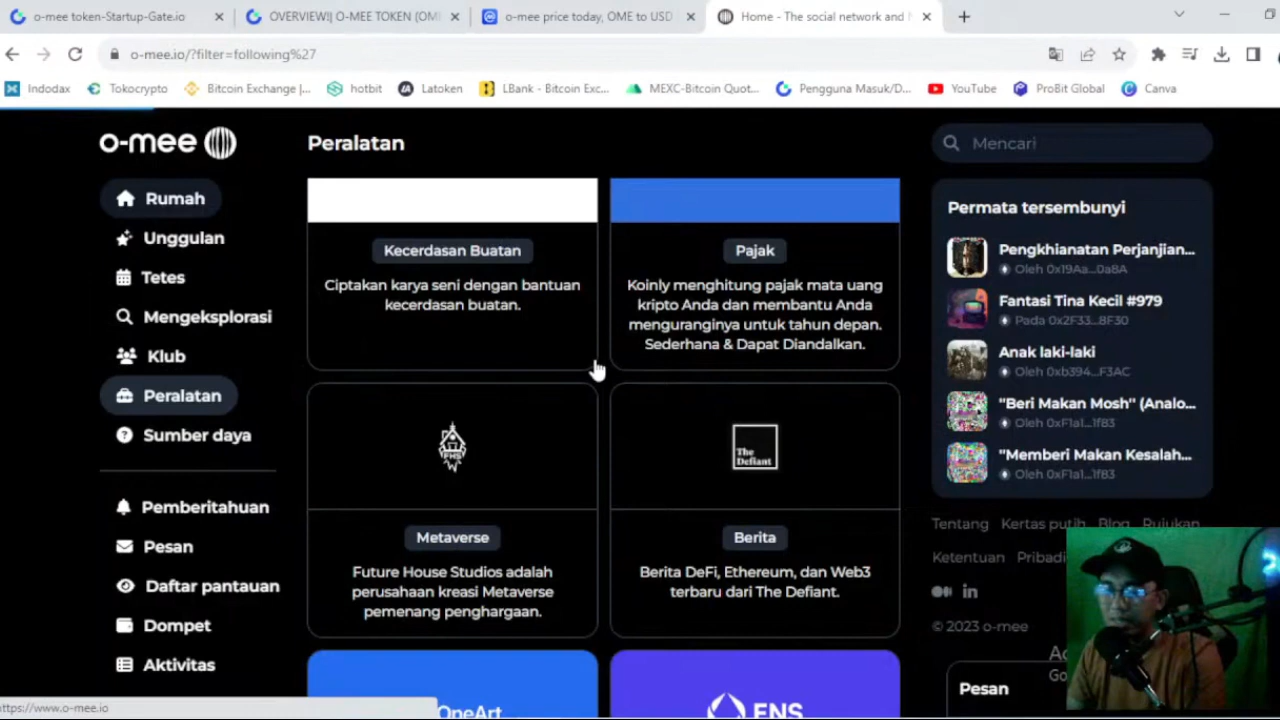 o-mee token-Startup-Gate.io
OVERVIEW|| O-MEE TOKEN (OM
o-mee price today, OME to USD
Home - The social network and
o-mee.io/?filter=following%27
Indodax
Tokocrypto
Bitcoin Exchange |...
hotbit
Latoken
LBank - Bitcoin Exc...
MEXC-Bitcoin Quot...
Pengguna Masuk/D...
YouTube
ProBit Global
Canva
o-mee
Peralatan
Mencari
Rumah
Unggulan
Tetes
Mengeksplorasi
Klub
Peralatan
Sumber daya
Pemberitahuan
Pesan
Daftar pantauan
Dompet
Aktivitas
Kecerdasan Buatan
Ciptakan karya seni dengan bantuan
kecerdasan buatan.
Pajak
Koinly menghitung pajak mata uang
kripto Anda dan membantu Anda
menguranginya untuk tahun depan.
Sederhana & Dapat Diandalkan.
FHS
Metaverse
Future House Studios adalah
perusahaan kreasi Metaverse
pemenang penghargaan.
The
Defiant
Berita
Berita DeFi, Ethereum, dan Web3
terbaru dari The Defiant.
OneArt
ENS
Permata tersembunyi
Pengkhianatan Perjanjian...
Oleh 0x19Aa...0a8A
Fantasi Tina Kecil #979
Pada 0x2F33...8F30
Anak laki-laki
Oleh 0xb394...F3AC
"Beri Makan Mosh" (Analo...
Oleh 0xF1a1...1f83
"Memberi Makan Kesalah...
Oleh 0xF1a1...1f83
Tentang Kertas putih Blog Rujukan
Ketentuan
© 2023 o-mee
Pesan
https://www.o-mee.io